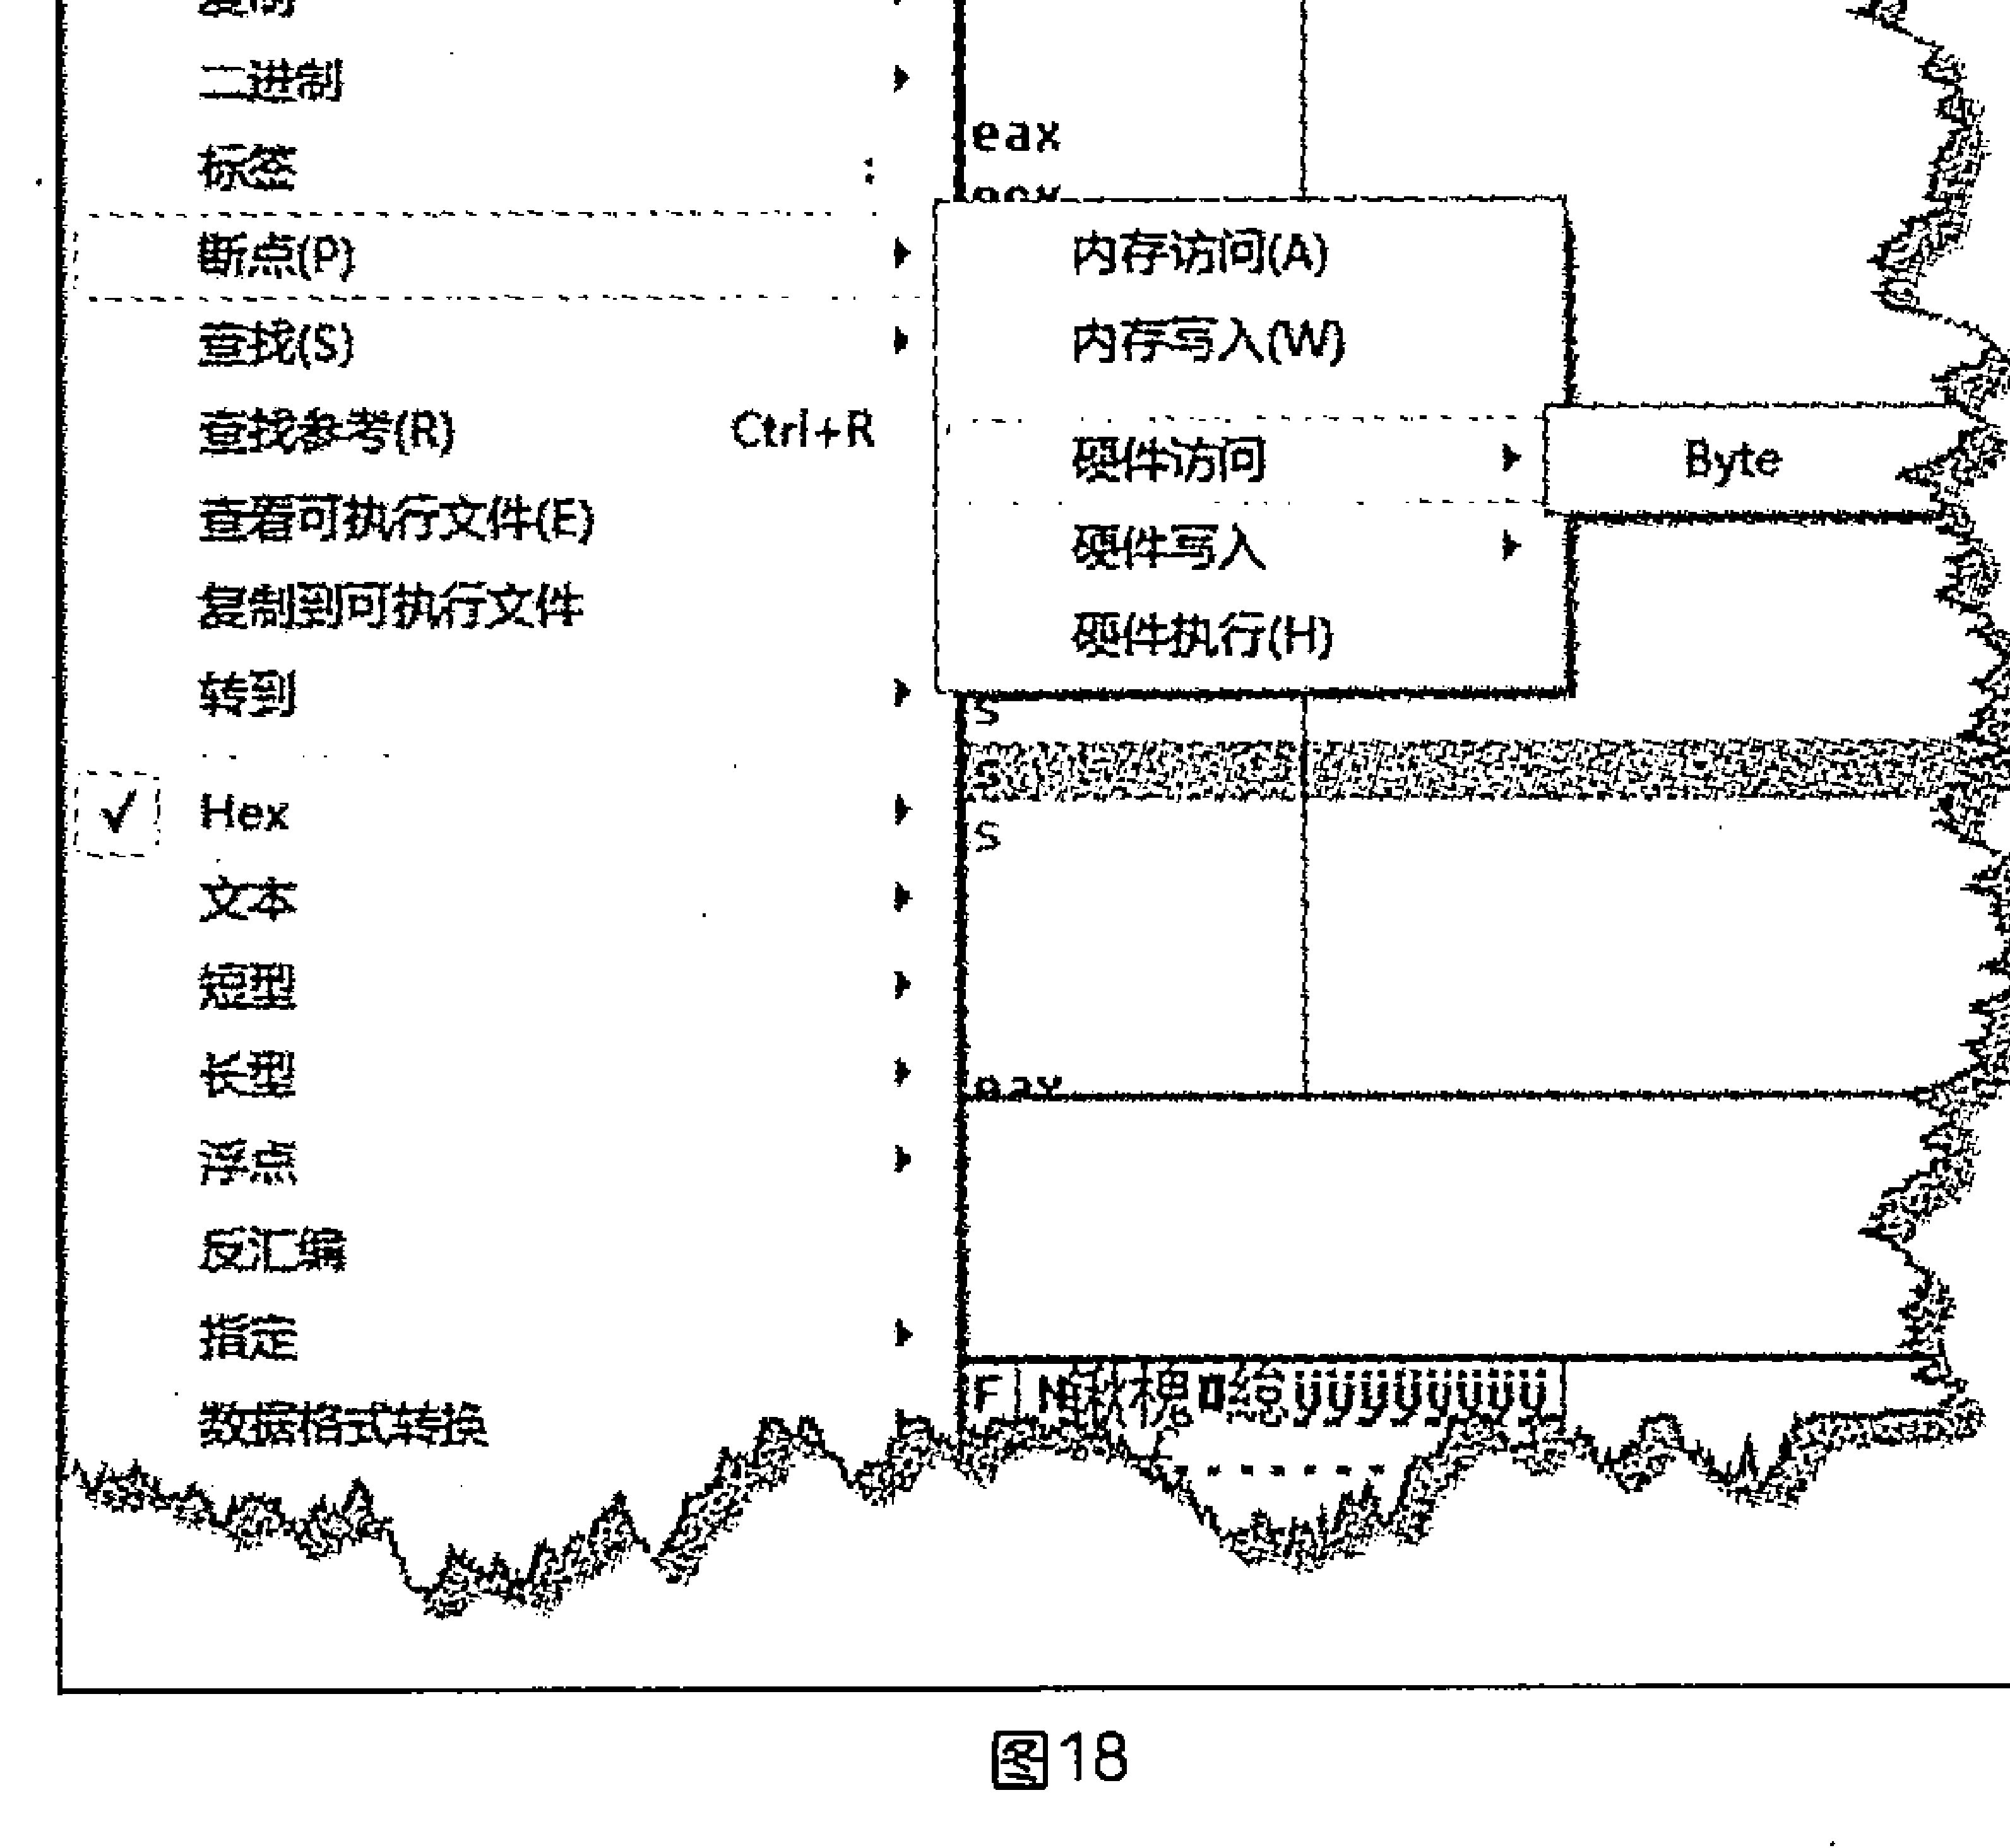 复制
二进制
标签 :
断点(P)
查找(S)
查找参考(R) Ctrl+R
查看可执行文件(E)
复制到可执行文件
转到
✓ Hex
文本
短型
长型
浮点
反汇编
指定
数据格式转换
eax
内存访问(A)
内存写入(W)
硬件访问
硬件写入
硬件执行(H)
Byte
S
S
S
eax
F
图18